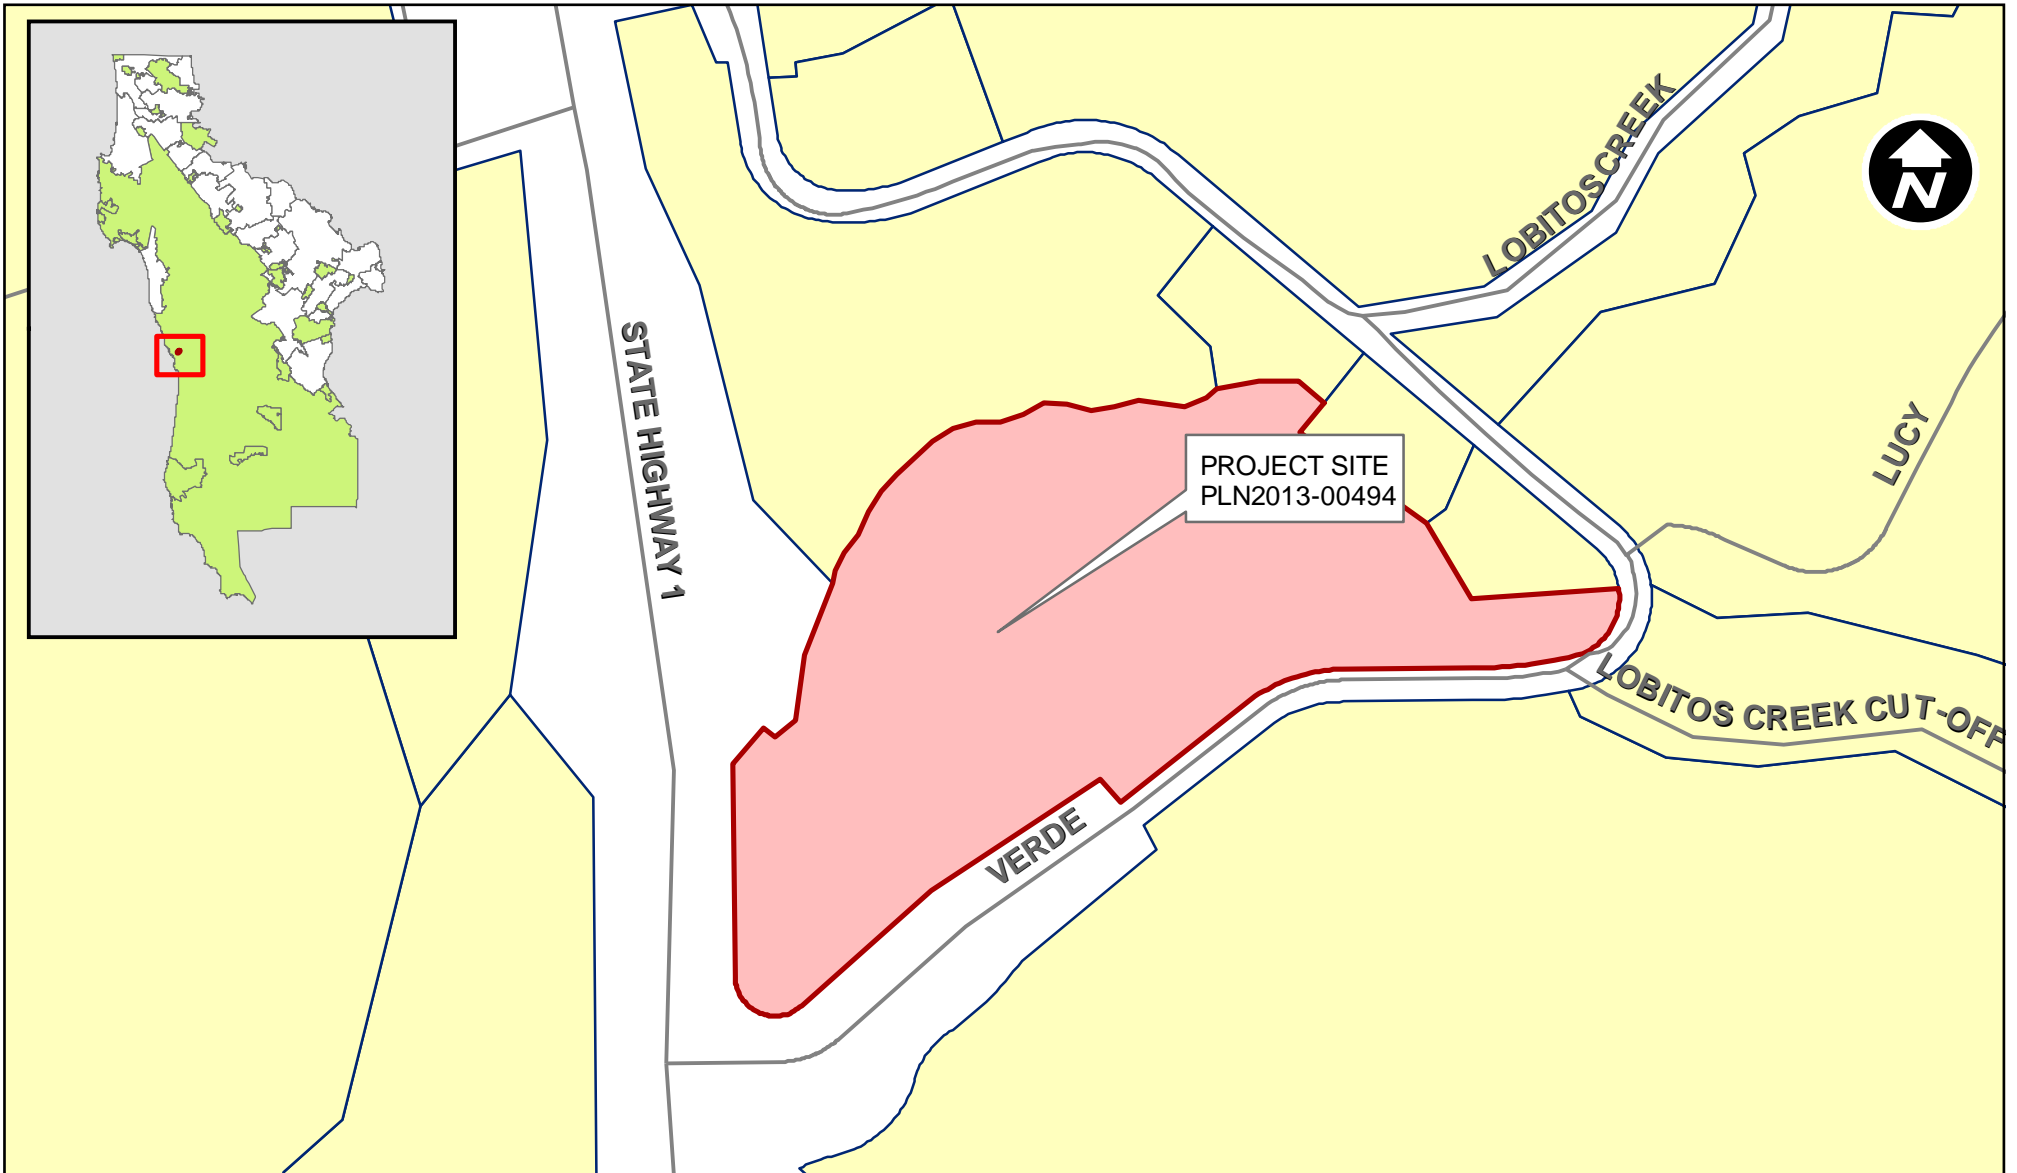 LOBITOS CREEK
N
STATE HIGHWAY 1
LUCY
PROJECT SITE
PLN2013-00494
LOBITOS CREEK CUT-OFF
VERDE